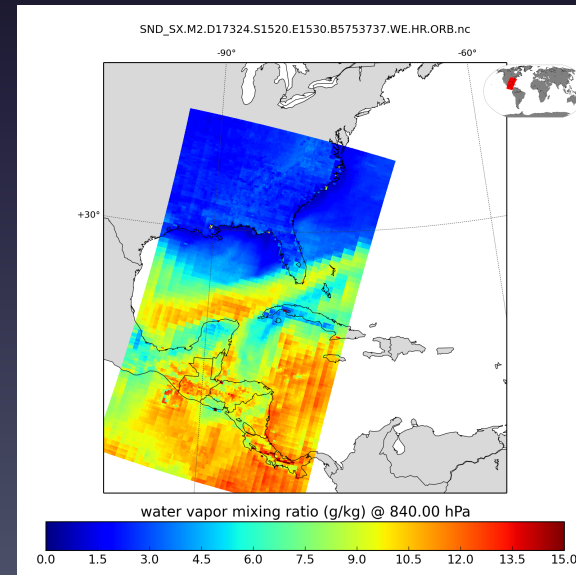 SND_SX.M2.D17324.S1520.E1530.B5753737.WE.HR.ORB.nc
-90° -60°
+30°
water vapor mixing ratio (g/kg) @ 840.00 hPa
0.0 1.5 3.0 4.5 6.0 7.5 9.0 10.5 12.0 13.5 15.0